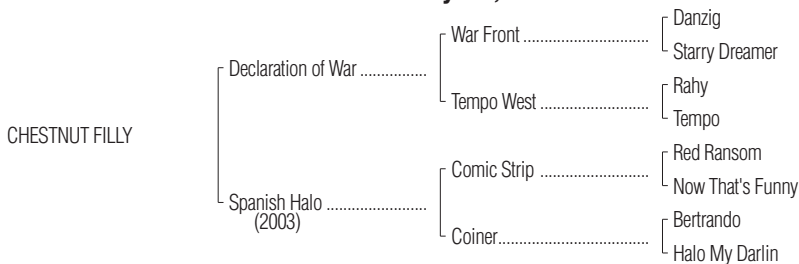 Danzig
War Front ................................
Starry Dreamer
Declaration of War ................
Rahy
Tempo West ............................
Tempo
CHESTNUT FILLY
Red Ransom
Comic Strip ............................
Now That's Funny
Spanish Halo .........................
(2003)
Bertrando
Coiner.......................................
Halo My Darlin